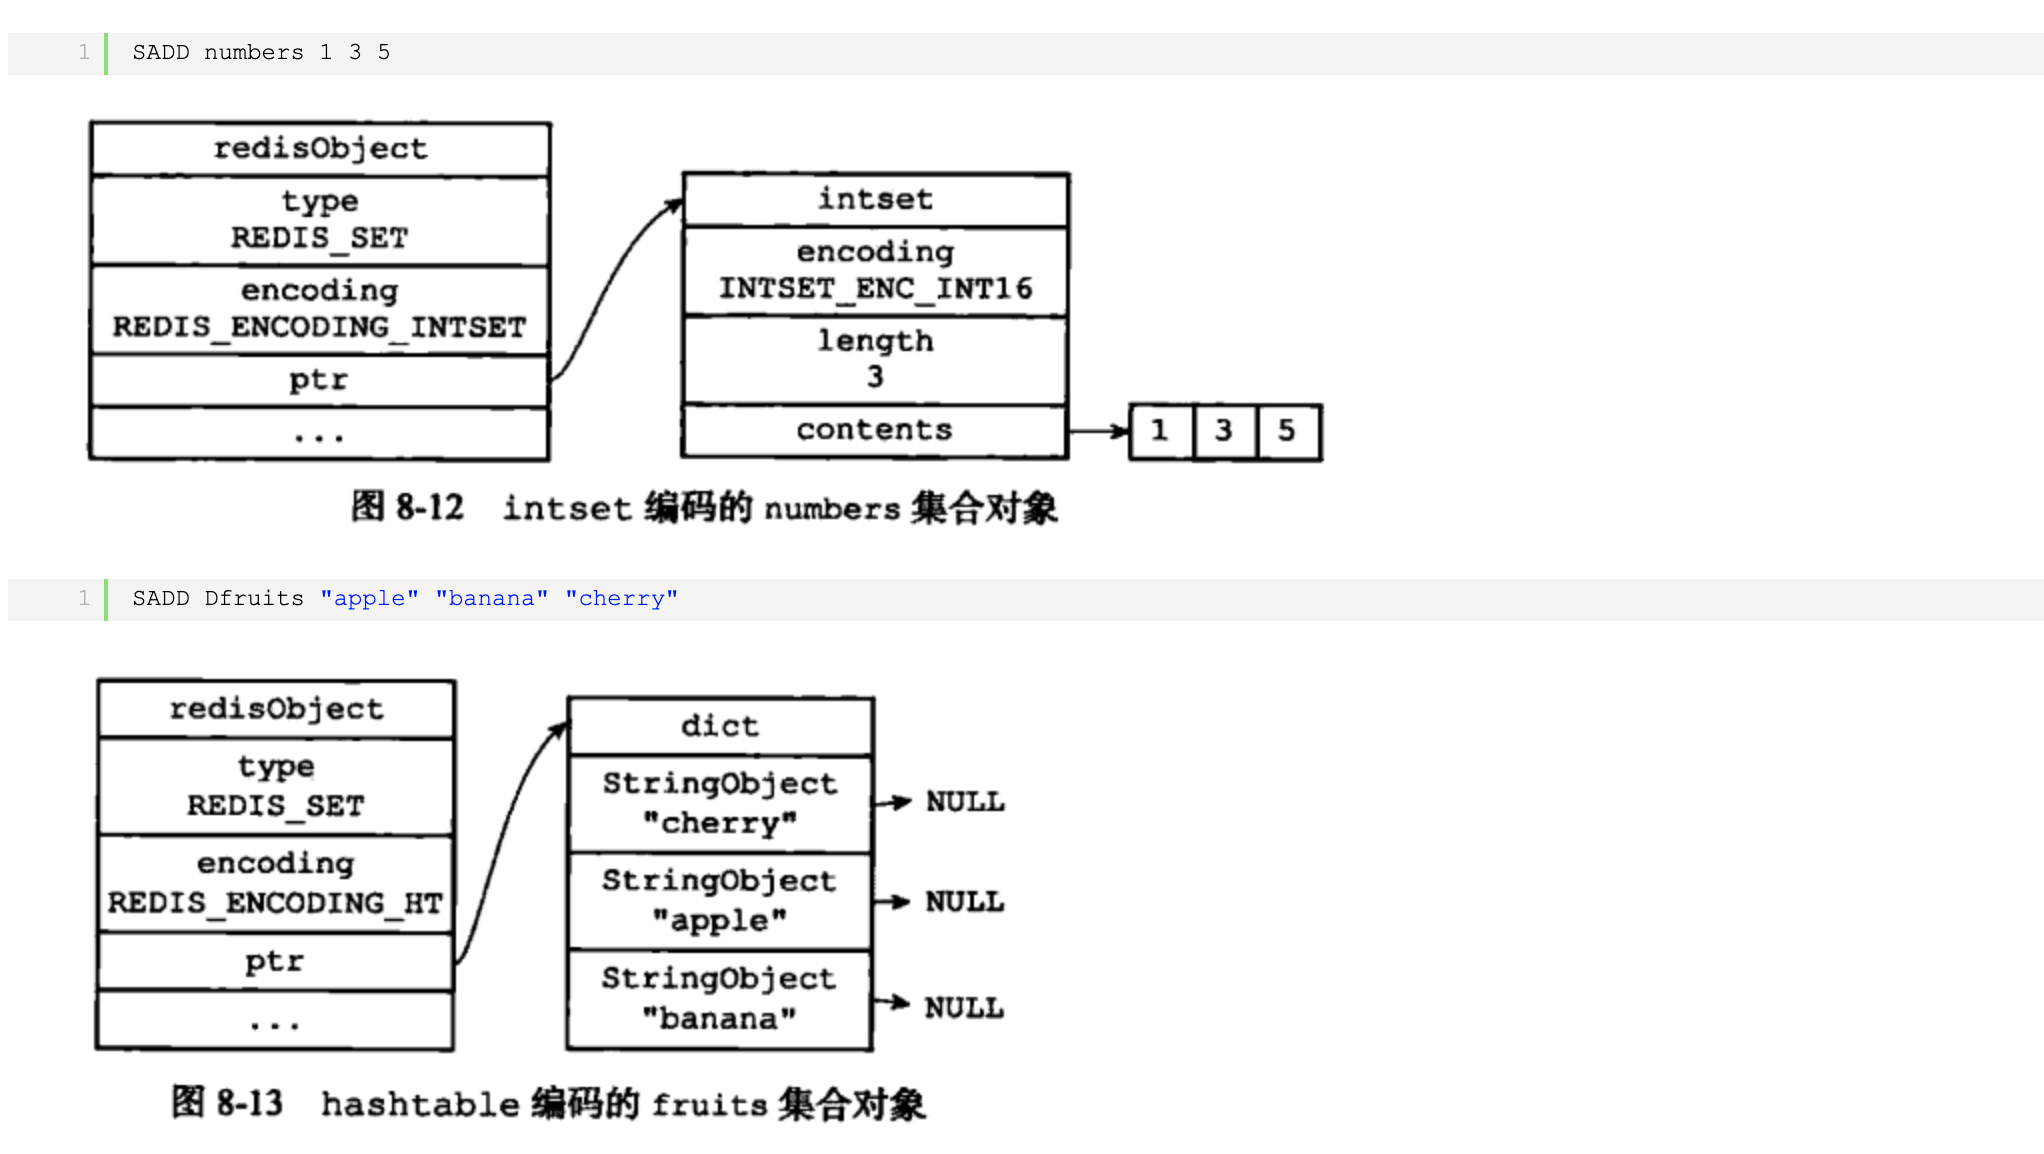 1 SADD numbers 1 3 5
redisObject
type
REDIS_SET
encoding
REDIS_ENCODING_INTSET
ptr
...
intset
encoding
INTSET_ENC_INT16
length
3
contents
1 3 5
图 8-12 intset 编码的 numbers 集合对象
1 SADD Dfruits "apple" "banana" "cherry"
redisObject
type
REDIS_SET
encoding
REDIS_ENCODING_HT
ptr
...
dict
StringObject
"cherry"
NULL
StringObject
"apple"
NULL
StringObject
"banana"
NULL
图 8-13 hashtable 编码的 fruits 集合对象